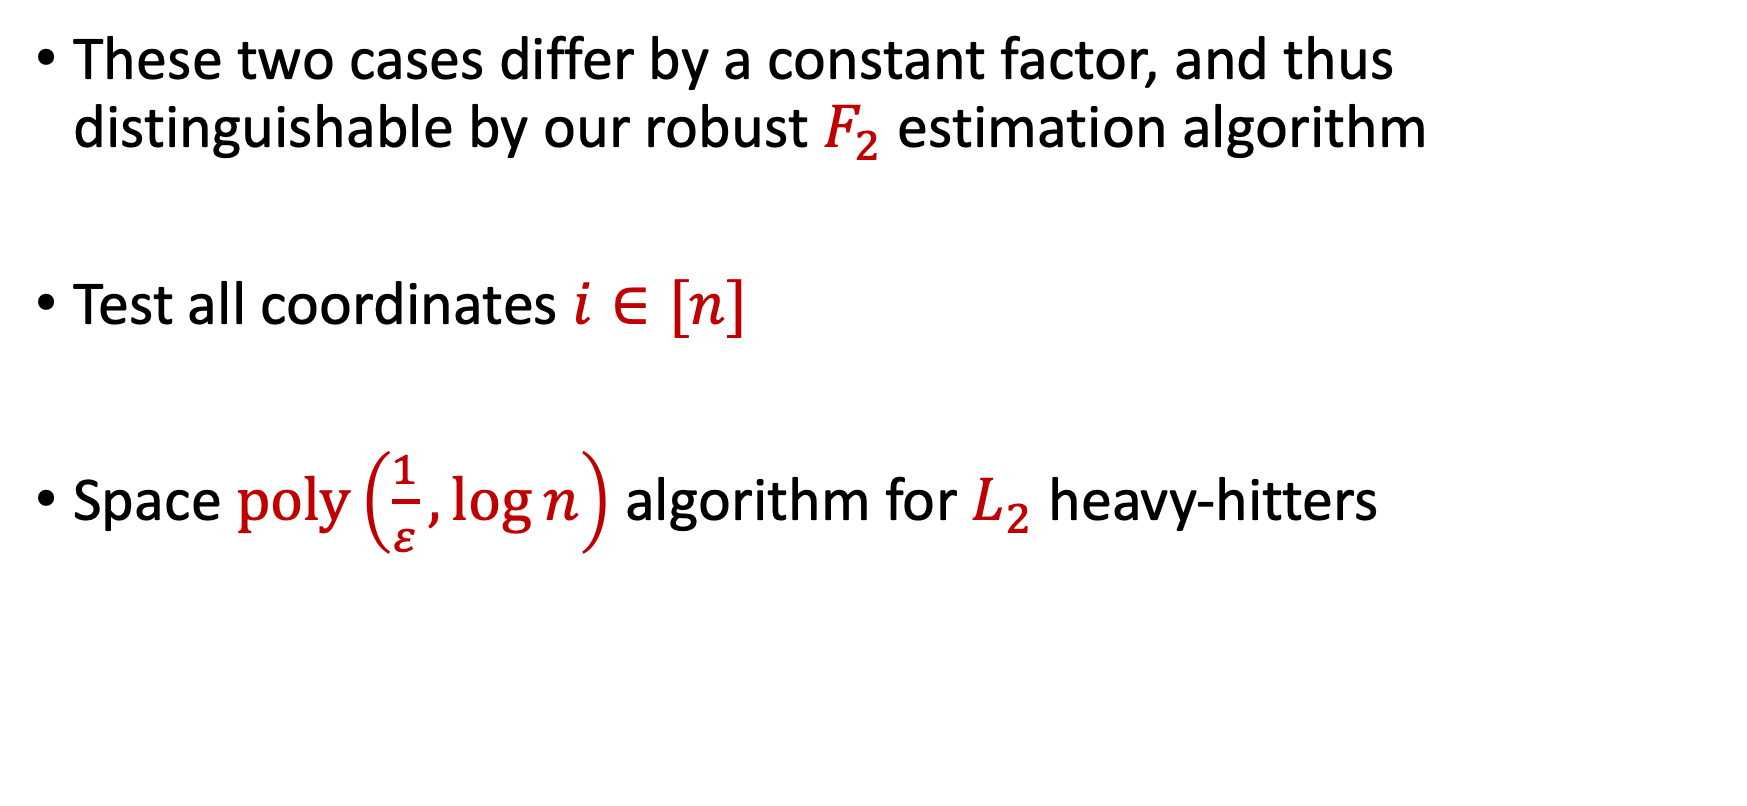 • These two cases differ by a constant factor, and thus
distinguishable by our robust F₂ estimation algorithm
• Test all coordinates i ∈ [n]
• Space poly(1/ε, log n) algorithm for L₂ heavy-hitters